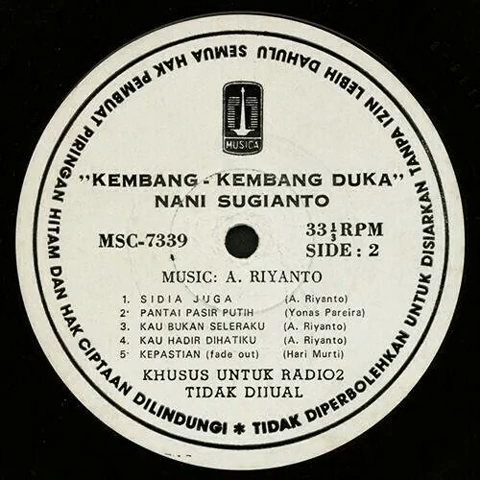 SEMUA HAK PEMBUAT PIRINGAN HITAM DAN HAK CIPTAAN DILINDUNGI * TIDAK DIPERBOLEHKAN UNTUK DISIARKAN TANPA IZIN LEBIH DAHULU
MUSICA
"KEMBANG - KEMBANG DUKA"
NANI SUGIANTO
MSC-7339
33⅓ RPM
SIDE : 2
MUSIC: A. RIYANTO
1. SIDIA JUGA (A. Riyanto)
2. PANTAI PASIR PUTIH (Yonas Pareira)
3. KAU BUKAN SELERAKU (A. Riyanto)
4. KAU HADIR DIHATIKU (A. Riyanto)
5. KEPASTIAN (fade out) (Hari Murti)
KHUSUS UNTUK RADIO2
TIDAK DIJUAL